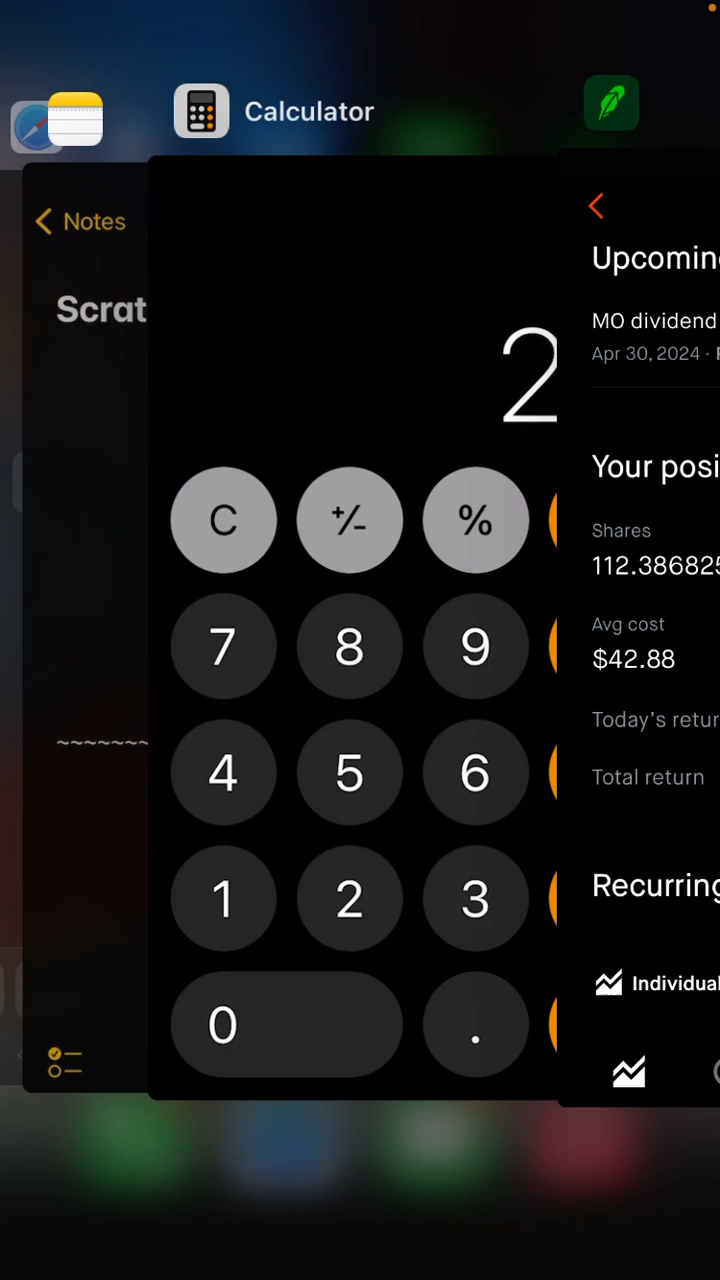 Calculator
Notes
Scrat
~~~~~~~
2
C +/- %
7 8 9
4 5 6
1 2 3
0 .
Upcomin
MO dividend
Apr 30, 2024 ·
Your posi
Shares
112.386825
Avg cost
$42.88
Today's retur
Total return
Recurring
Individual